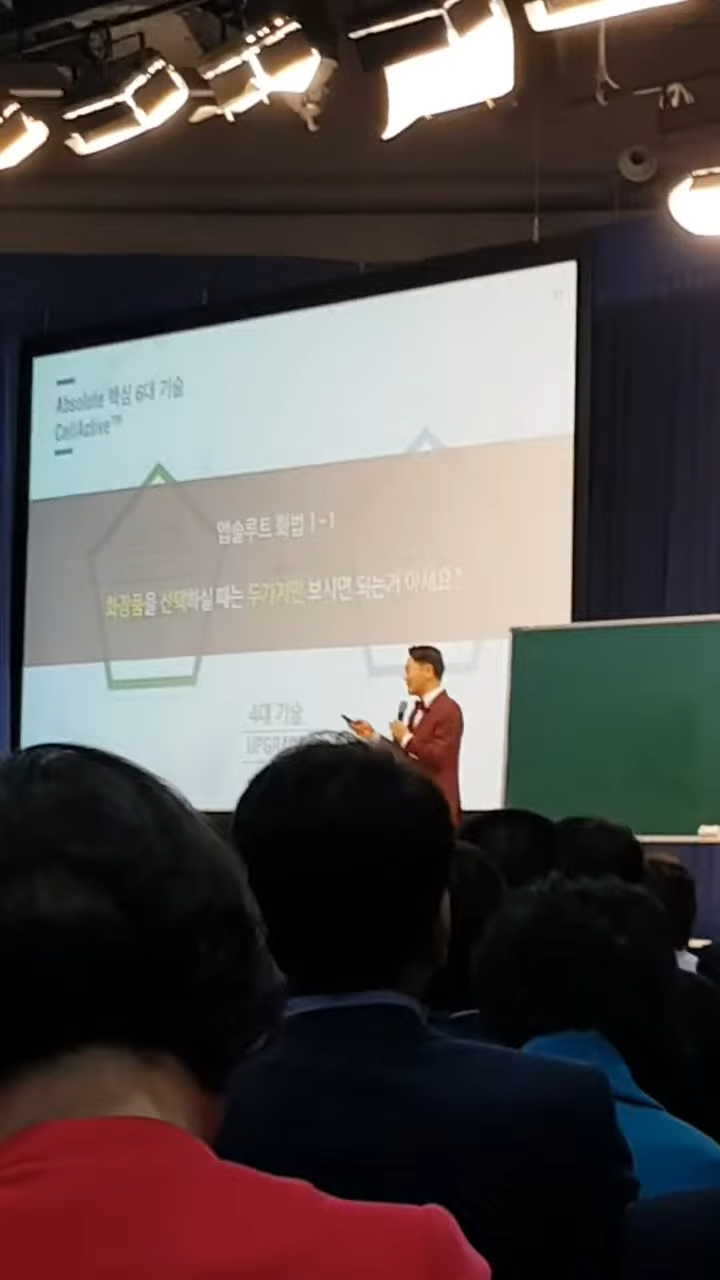 Absolute 핵심 6대 기술
CellActive™
앱솔루트 화법 1-1
화장품을 선택하실 때는 두가지만 보시면 되는거 아세요?
4대 기술